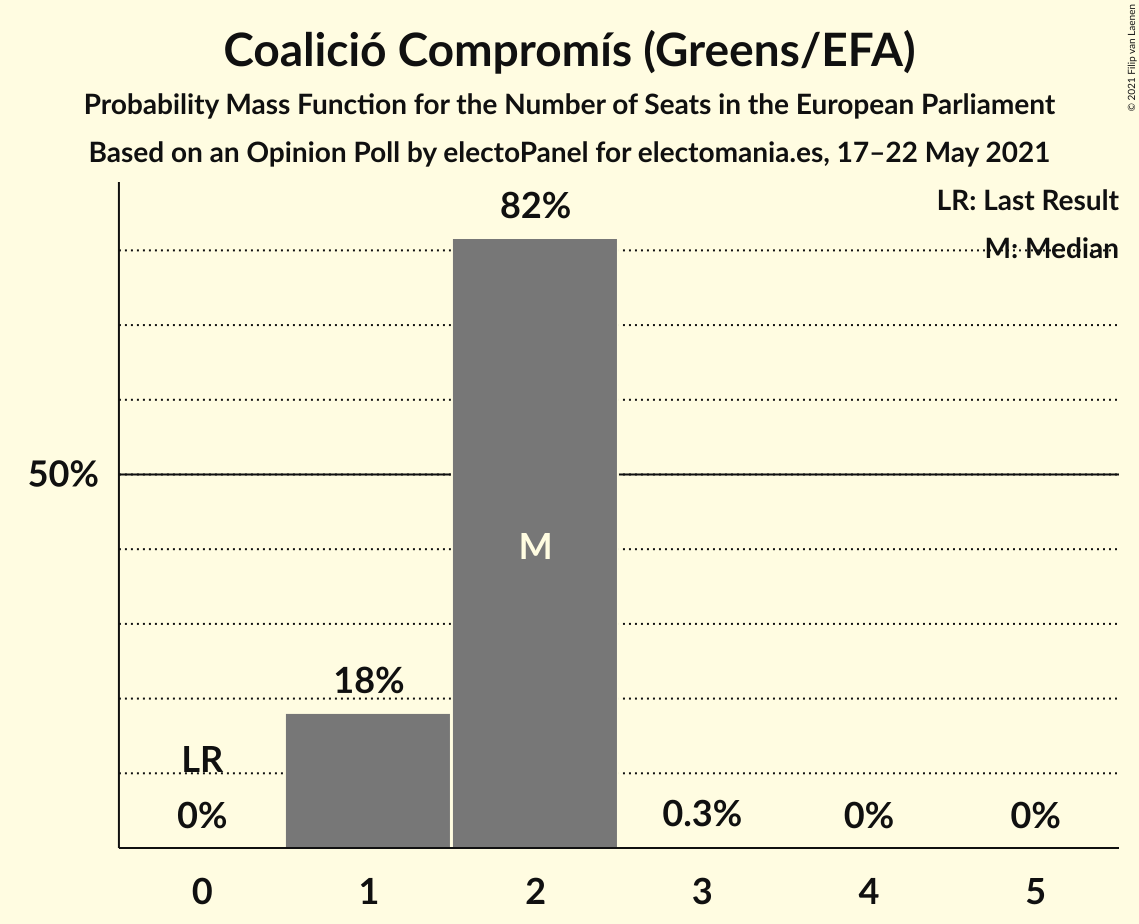 Coalició Compromís (Greens/EFA)
Probability Mass Function for the Number of Seats in the European Parliament
Based on an Opinion Poll by electoPanel for electomania.es, 17–22 May 2021
© 2021 Filip van Laenen
LR: Last Result
M: Median
82%
50%
M
18%
LR
0%
0.3%
0%
0%
0 1 2 3 4 5